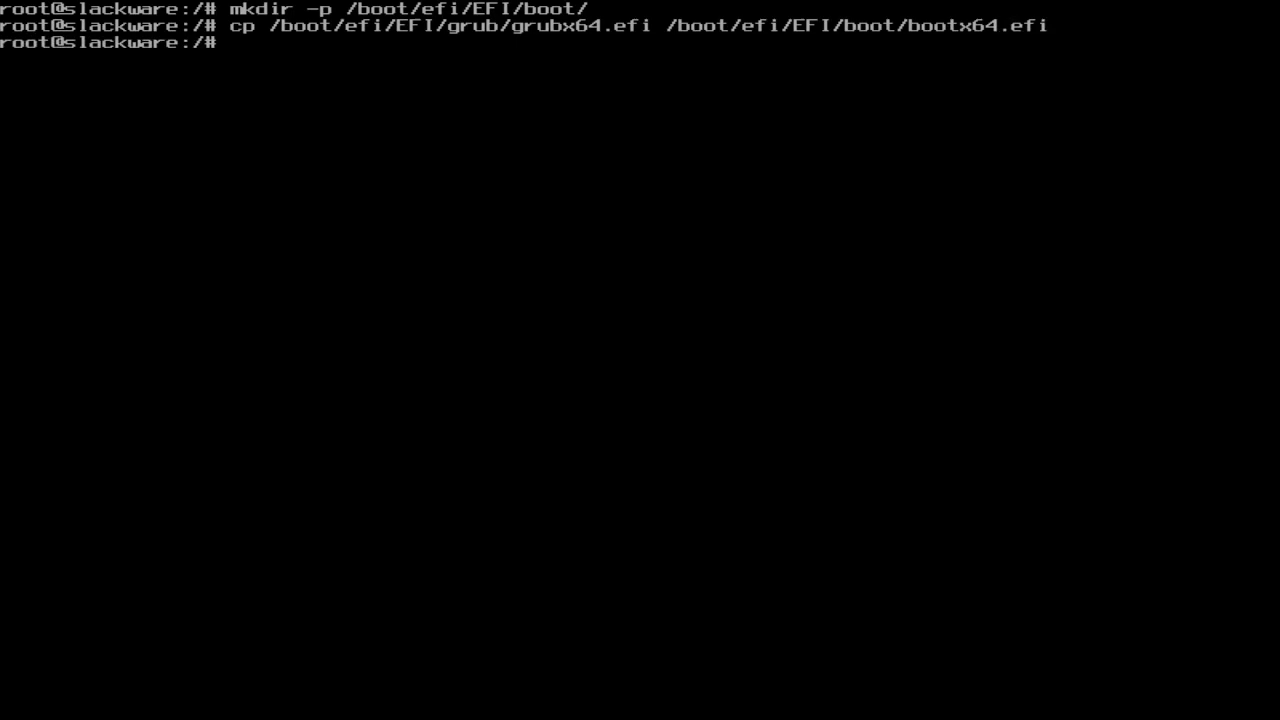 root@slackware:/# mkdir -p /boot/efi/EFI/boot/
root@slackware:/# cp /boot/efi/EFI/grub/grubx64.efi /boot/efi/EFI/boot/bootx64.efi
root@slackware:/#